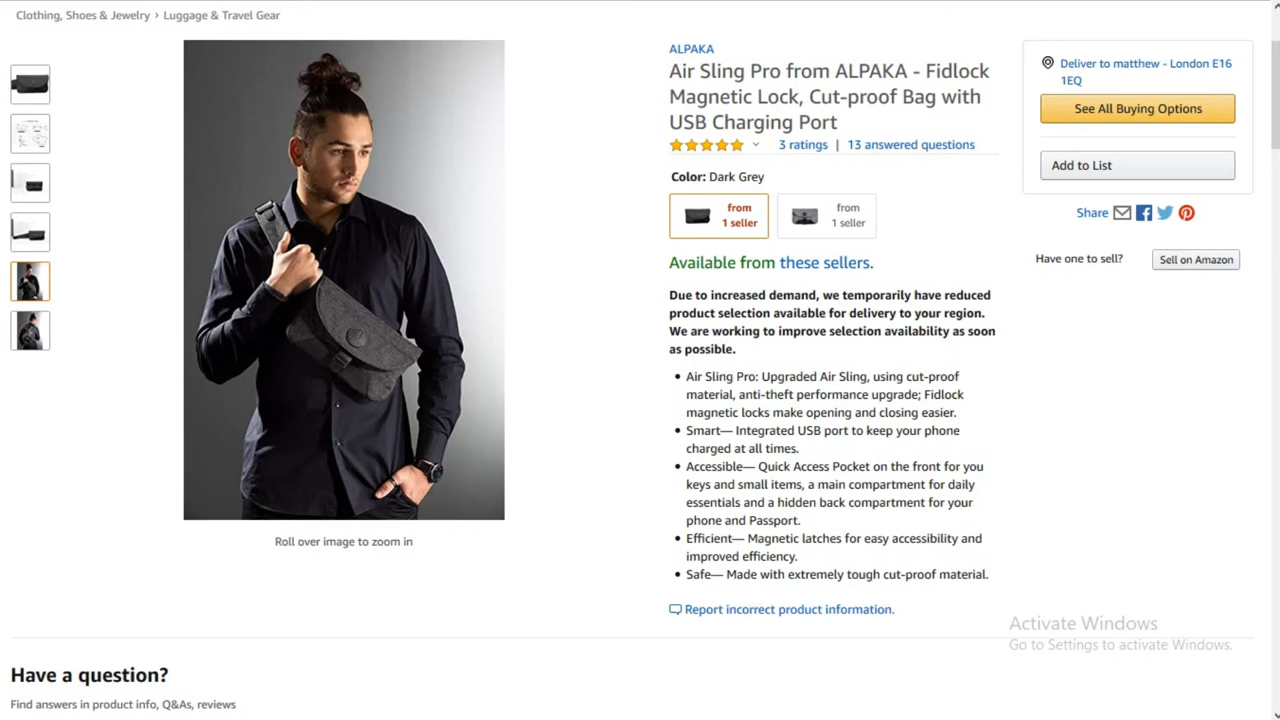 Clothing, Shoes & Jewelry › Luggage & Travel Gear
ALPAKA
Air Sling Pro from ALPAKA - Fidlock
Magnetic Lock, Cut-proof Bag with
USB Charging Port
3 ratings | 13 answered questions
Color: Dark Grey
from
1 seller
from
1 seller
Available from these sellers.
Due to increased demand, we temporarily have reduced
product selection available for delivery to your region.
We are working to improve selection availability as soon
as possible.
• Air Sling Pro: Upgraded Air Sling, using cut-proof
material, anti-theft performance upgrade; Fidlock
magnetic locks make opening and closing easier.
• Smart— Integrated USB port to keep your phone
charged at all times.
• Accessible— Quick Access Pocket on the front for you
keys and small items, a main compartment for daily
essentials and a hidden back compartment for your
phone and Passport.
• Efficient— Magnetic latches for easy accessibility and
improved efficiency.
• Safe— Made with extremely tough cut-proof material.
Report incorrect product information.
Deliver to matthew - London E16
1EQ
See All Buying Options
Add to List
Share
Have one to sell?
Sell on Amazon
Roll over image to zoom in
Activate Windows
Go to Settings to activate Windows.
Have a question?
Find answers in product info, Q&As, reviews